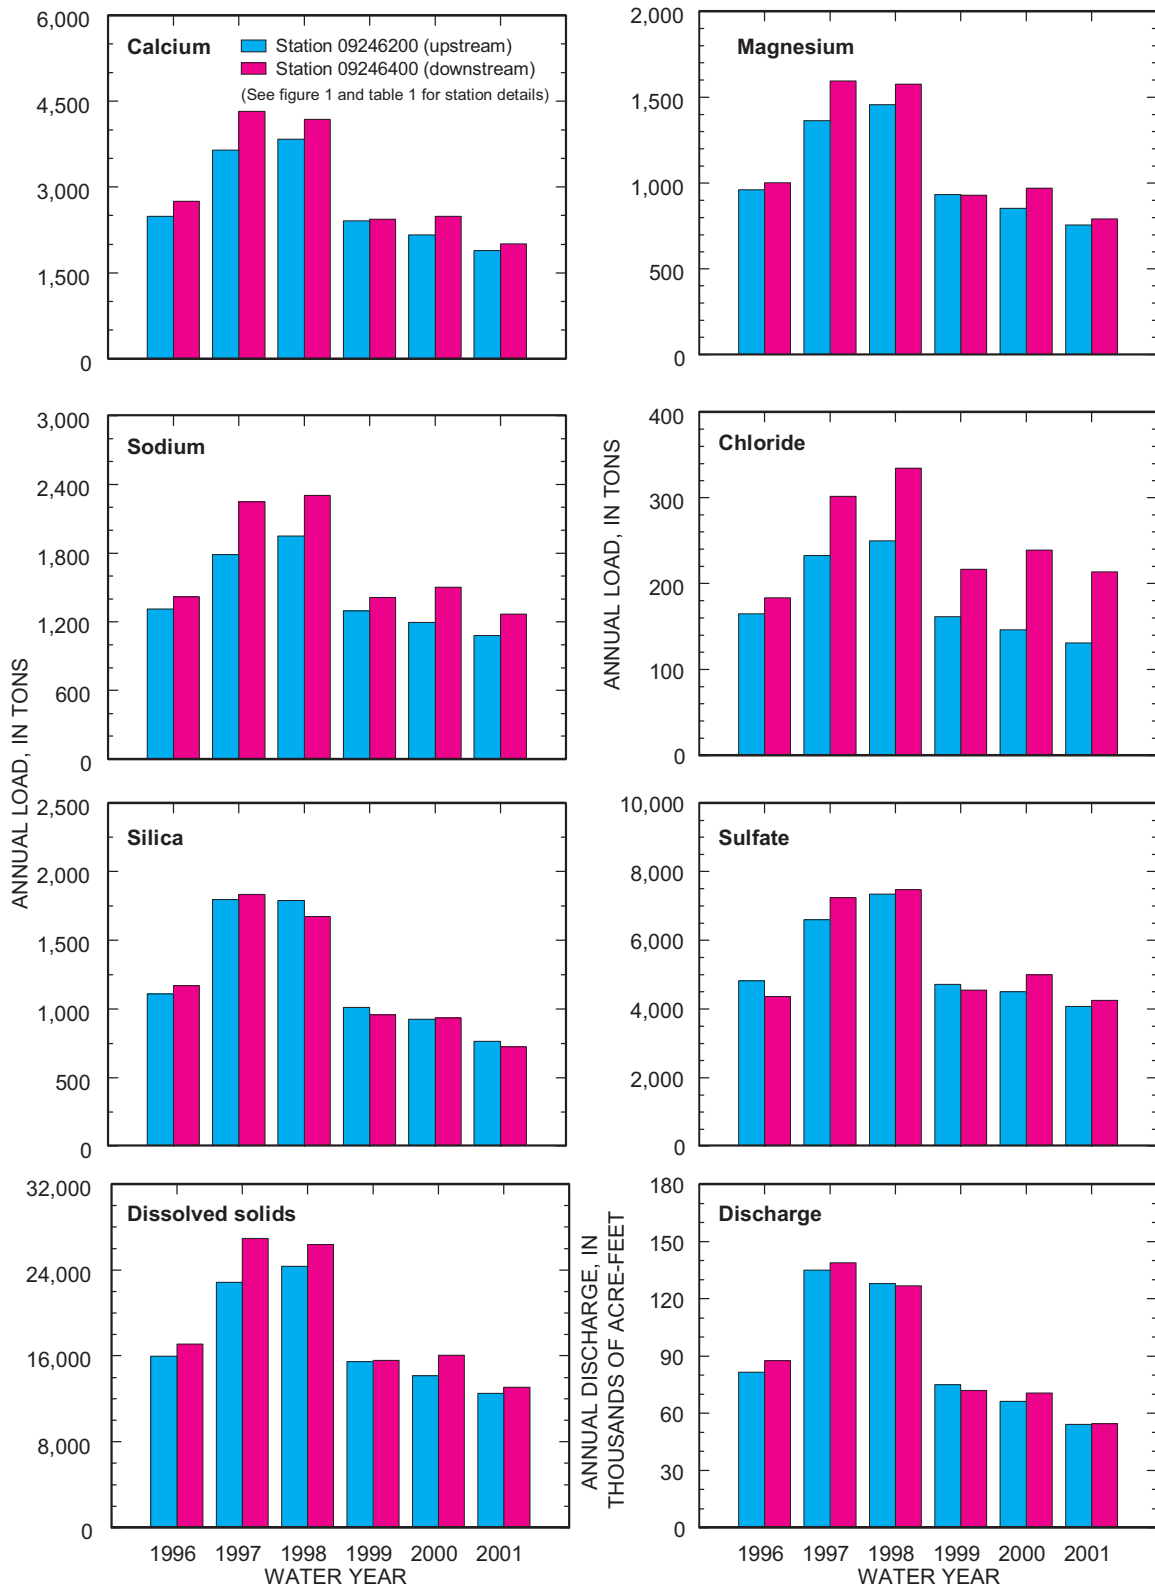 6,000
4,500
3,000
1,500
0
Calcium
Station 09246200 (upstream)
Station 09246400 (downstream)
(See figure 1 and table 1 for station details)
2,000
1,500
1,000
500
0
Magnesium
3,000
2,400
1,800
1,200
600
0
Sodium
400
300
200
100
0
Chloride
ANNUAL LOAD, IN TONS
ANNUAL LOAD, IN TONS
2,500
2,000
1,500
1,000
500
0
Silica
10,000
8,000
6,000
4,000
2,000
0
Sulfate
32,000
24,000
16,000
8,000
0
Dissolved solids
1996 1997 1998 1999 2000 2001
WATER YEAR
ANNUAL DISCHARGE, IN
THOUSANDS OF ACRE-FEET
180
150
120
90
60
30
0
Discharge
1996 1997 1998 1999 2000 2001
WATER YEAR